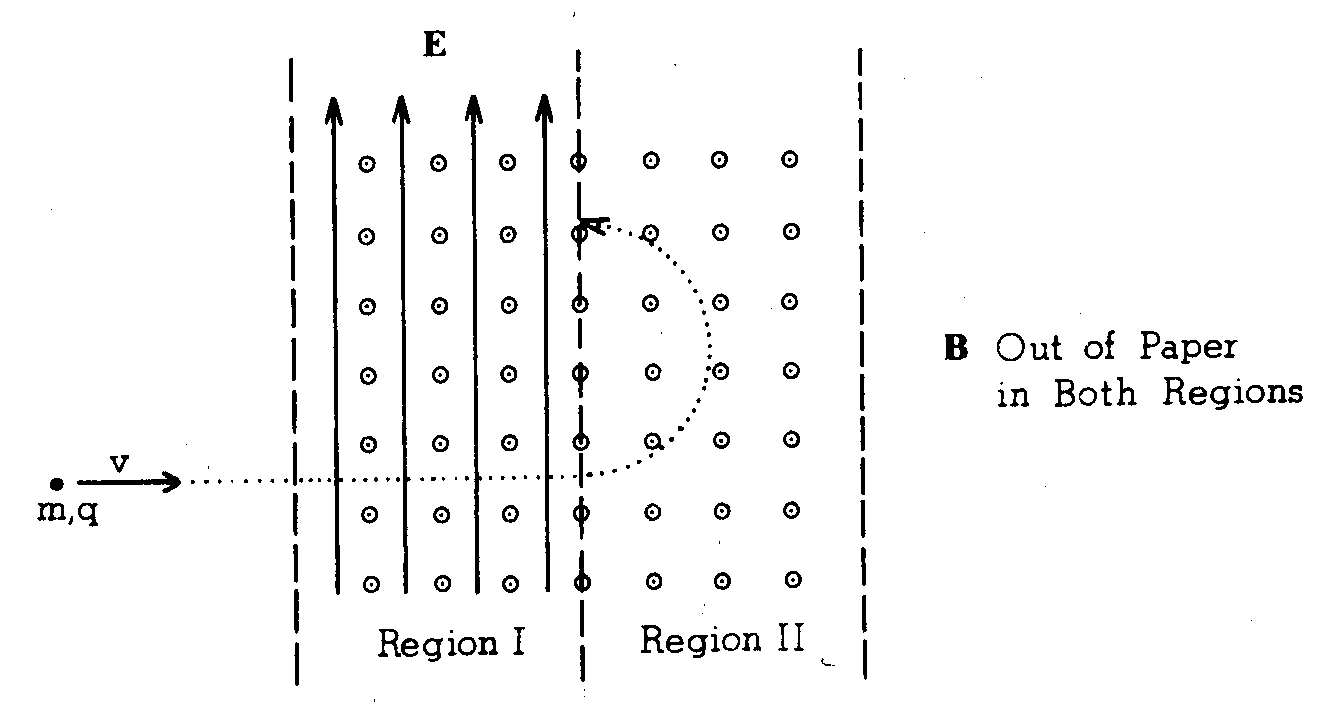 E
v
m,q
B Out of Paper
in Both Regions
Region I
Region II